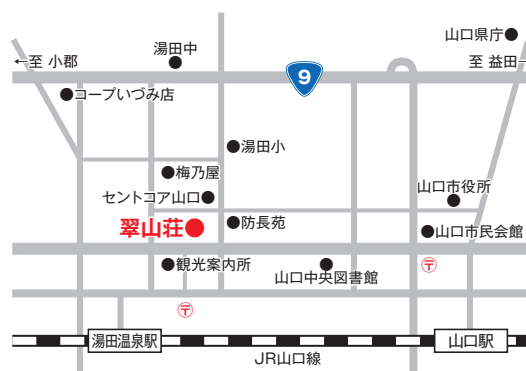 山口県庁
湯田中
←至 小郡
至 益田→
9
コープいづみ店
湯田小
梅乃屋
セントコア山口
山口市役所
翠山荘
防長苑
山口市民会館
観光案内所
山口中央図書館
〒
〒
湯田温泉駅
山口駅
JR山口線